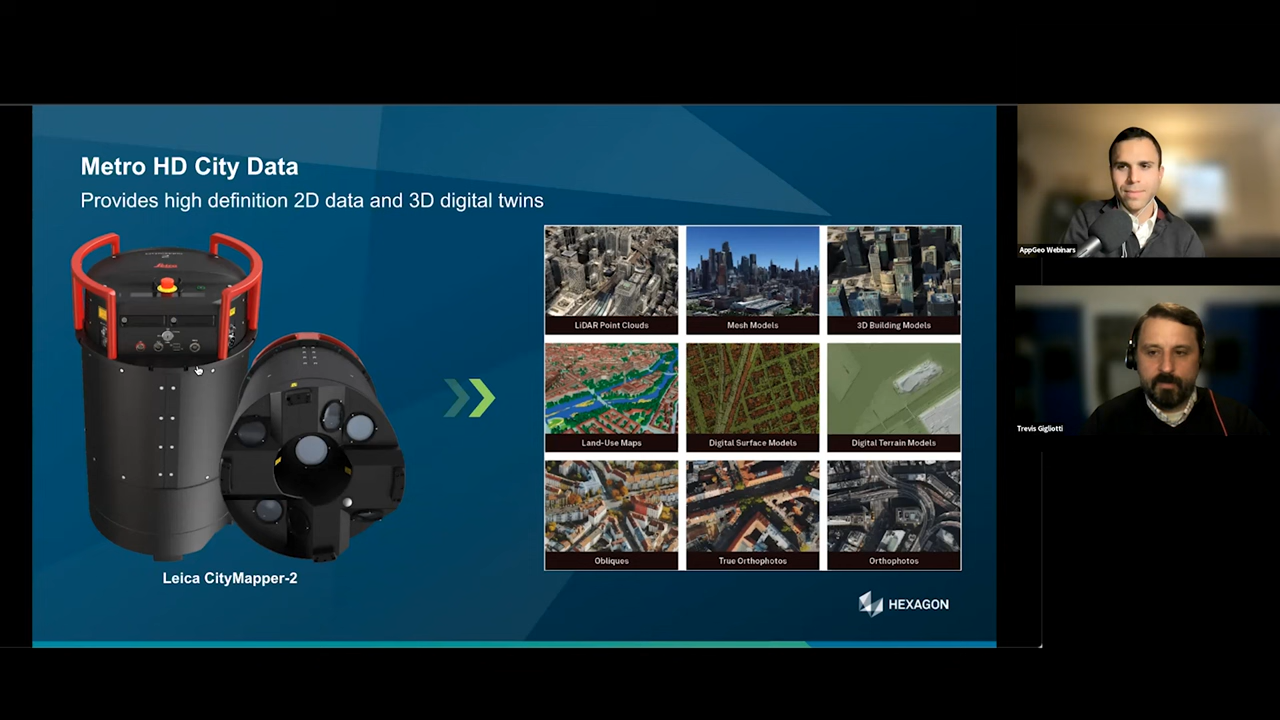 Metro HD City Data
Provides high definition 2D data and 3D digital twins
LiDAR Point Clouds
Mesh Models
3D Building Models
Land-Use Maps
Digital Surface Models
Digital Terrain Models
Obliques
True Orthophotos
Orthophotos
Leica CityMapper-2
HEXAGON
AppGeo Webinars
Trevis Gigliotti
Leica